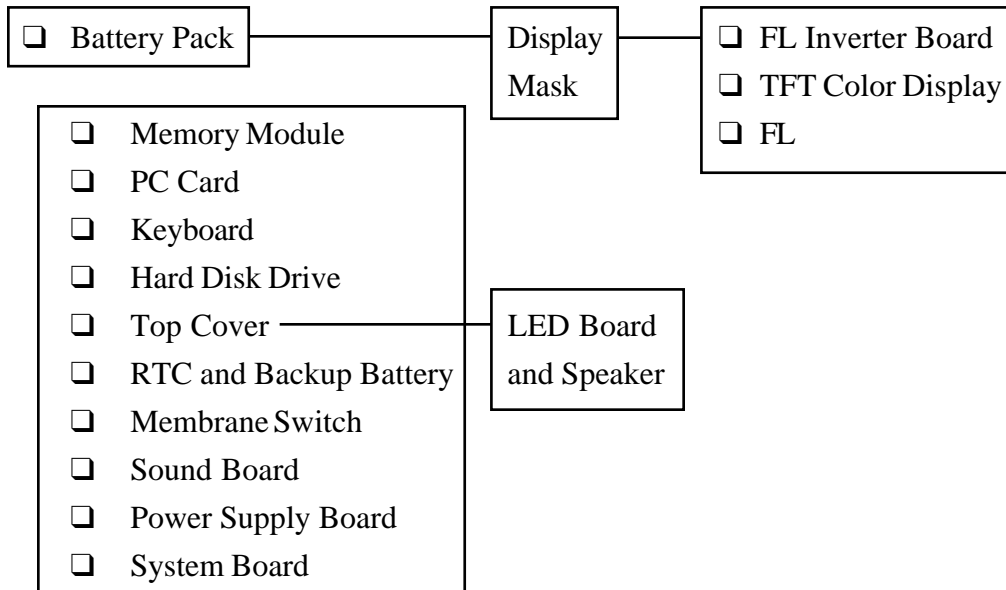 ❑ Battery Pack
Display
Mask
❑ FL Inverter Board
❑ TFT Color Display
❑ FL
❑ Memory Module
❑ PC Card
❑ Keyboard
❑ Hard Disk Drive
❑ Top Cover
❑ RTC and Backup Battery
❑ Membrane Switch
❑ Sound Board
❑ Power Supply Board
❑ System Board
LED Board
and Speaker